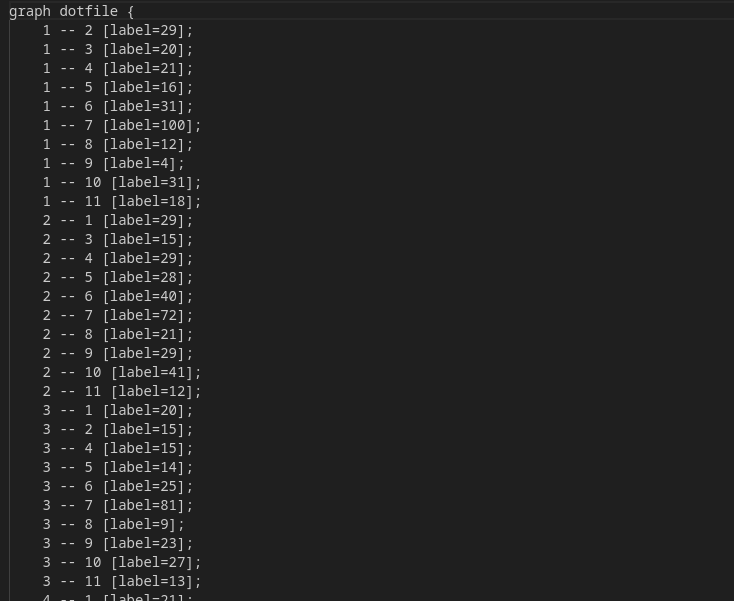 graph dotfile {
1 -- 2 [label=29];
1 -- 3 [label=20];
1 -- 4 [label=21];
1 -- 5 [label=16];
1 -- 6 [label=31];
1 -- 7 [label=100];
1 -- 8 [label=12];
1 -- 9 [label=4];
1 -- 10 [label=31];
1 -- 11 [label=18];
2 -- 1 [label=29];
2 -- 3 [label=15];
2 -- 4 [label=29];
2 -- 5 [label=28];
2 -- 6 [label=40];
2 -- 7 [label=72];
2 -- 8 [label=21];
2 -- 9 [label=29];
2 -- 10 [label=41];
2 -- 11 [label=12];
3 -- 1 [label=20];
3 -- 2 [label=15];
3 -- 4 [label=15];
3 -- 5 [label=14];
3 -- 6 [label=25];
3 -- 7 [label=81];
3 -- 8 [label=9];
3 -- 9 [label=23];
3 -- 10 [label=27];
3 -- 11 [label=13];
4 -- 1 [label=21];